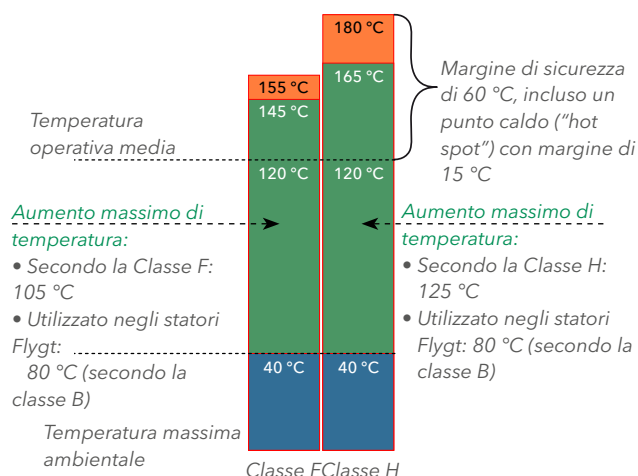 180 °C
155 °C
165 °C
145 °C
Margine di sicurezza
di 60 °C, incluso un
punto caldo (“hot
spot”) con margine di
15 °C
Temperatura
operativa media
120 °C
120 °C
Aumento massimo di
temperatura:
• Secondo la Classe F:
105 °C
• Utilizzato negli statori
Flygt:
80 °C (secondo la
classe B)
Aumento massimo di
temperatura:
• Secondo la Classe H:
125 °C
• Utilizzato negli statori
Flygt: 80 °C (secondo la
classe B)
40 °C
40 °C
Temperatura massima
ambientale
Classe F
Classe H